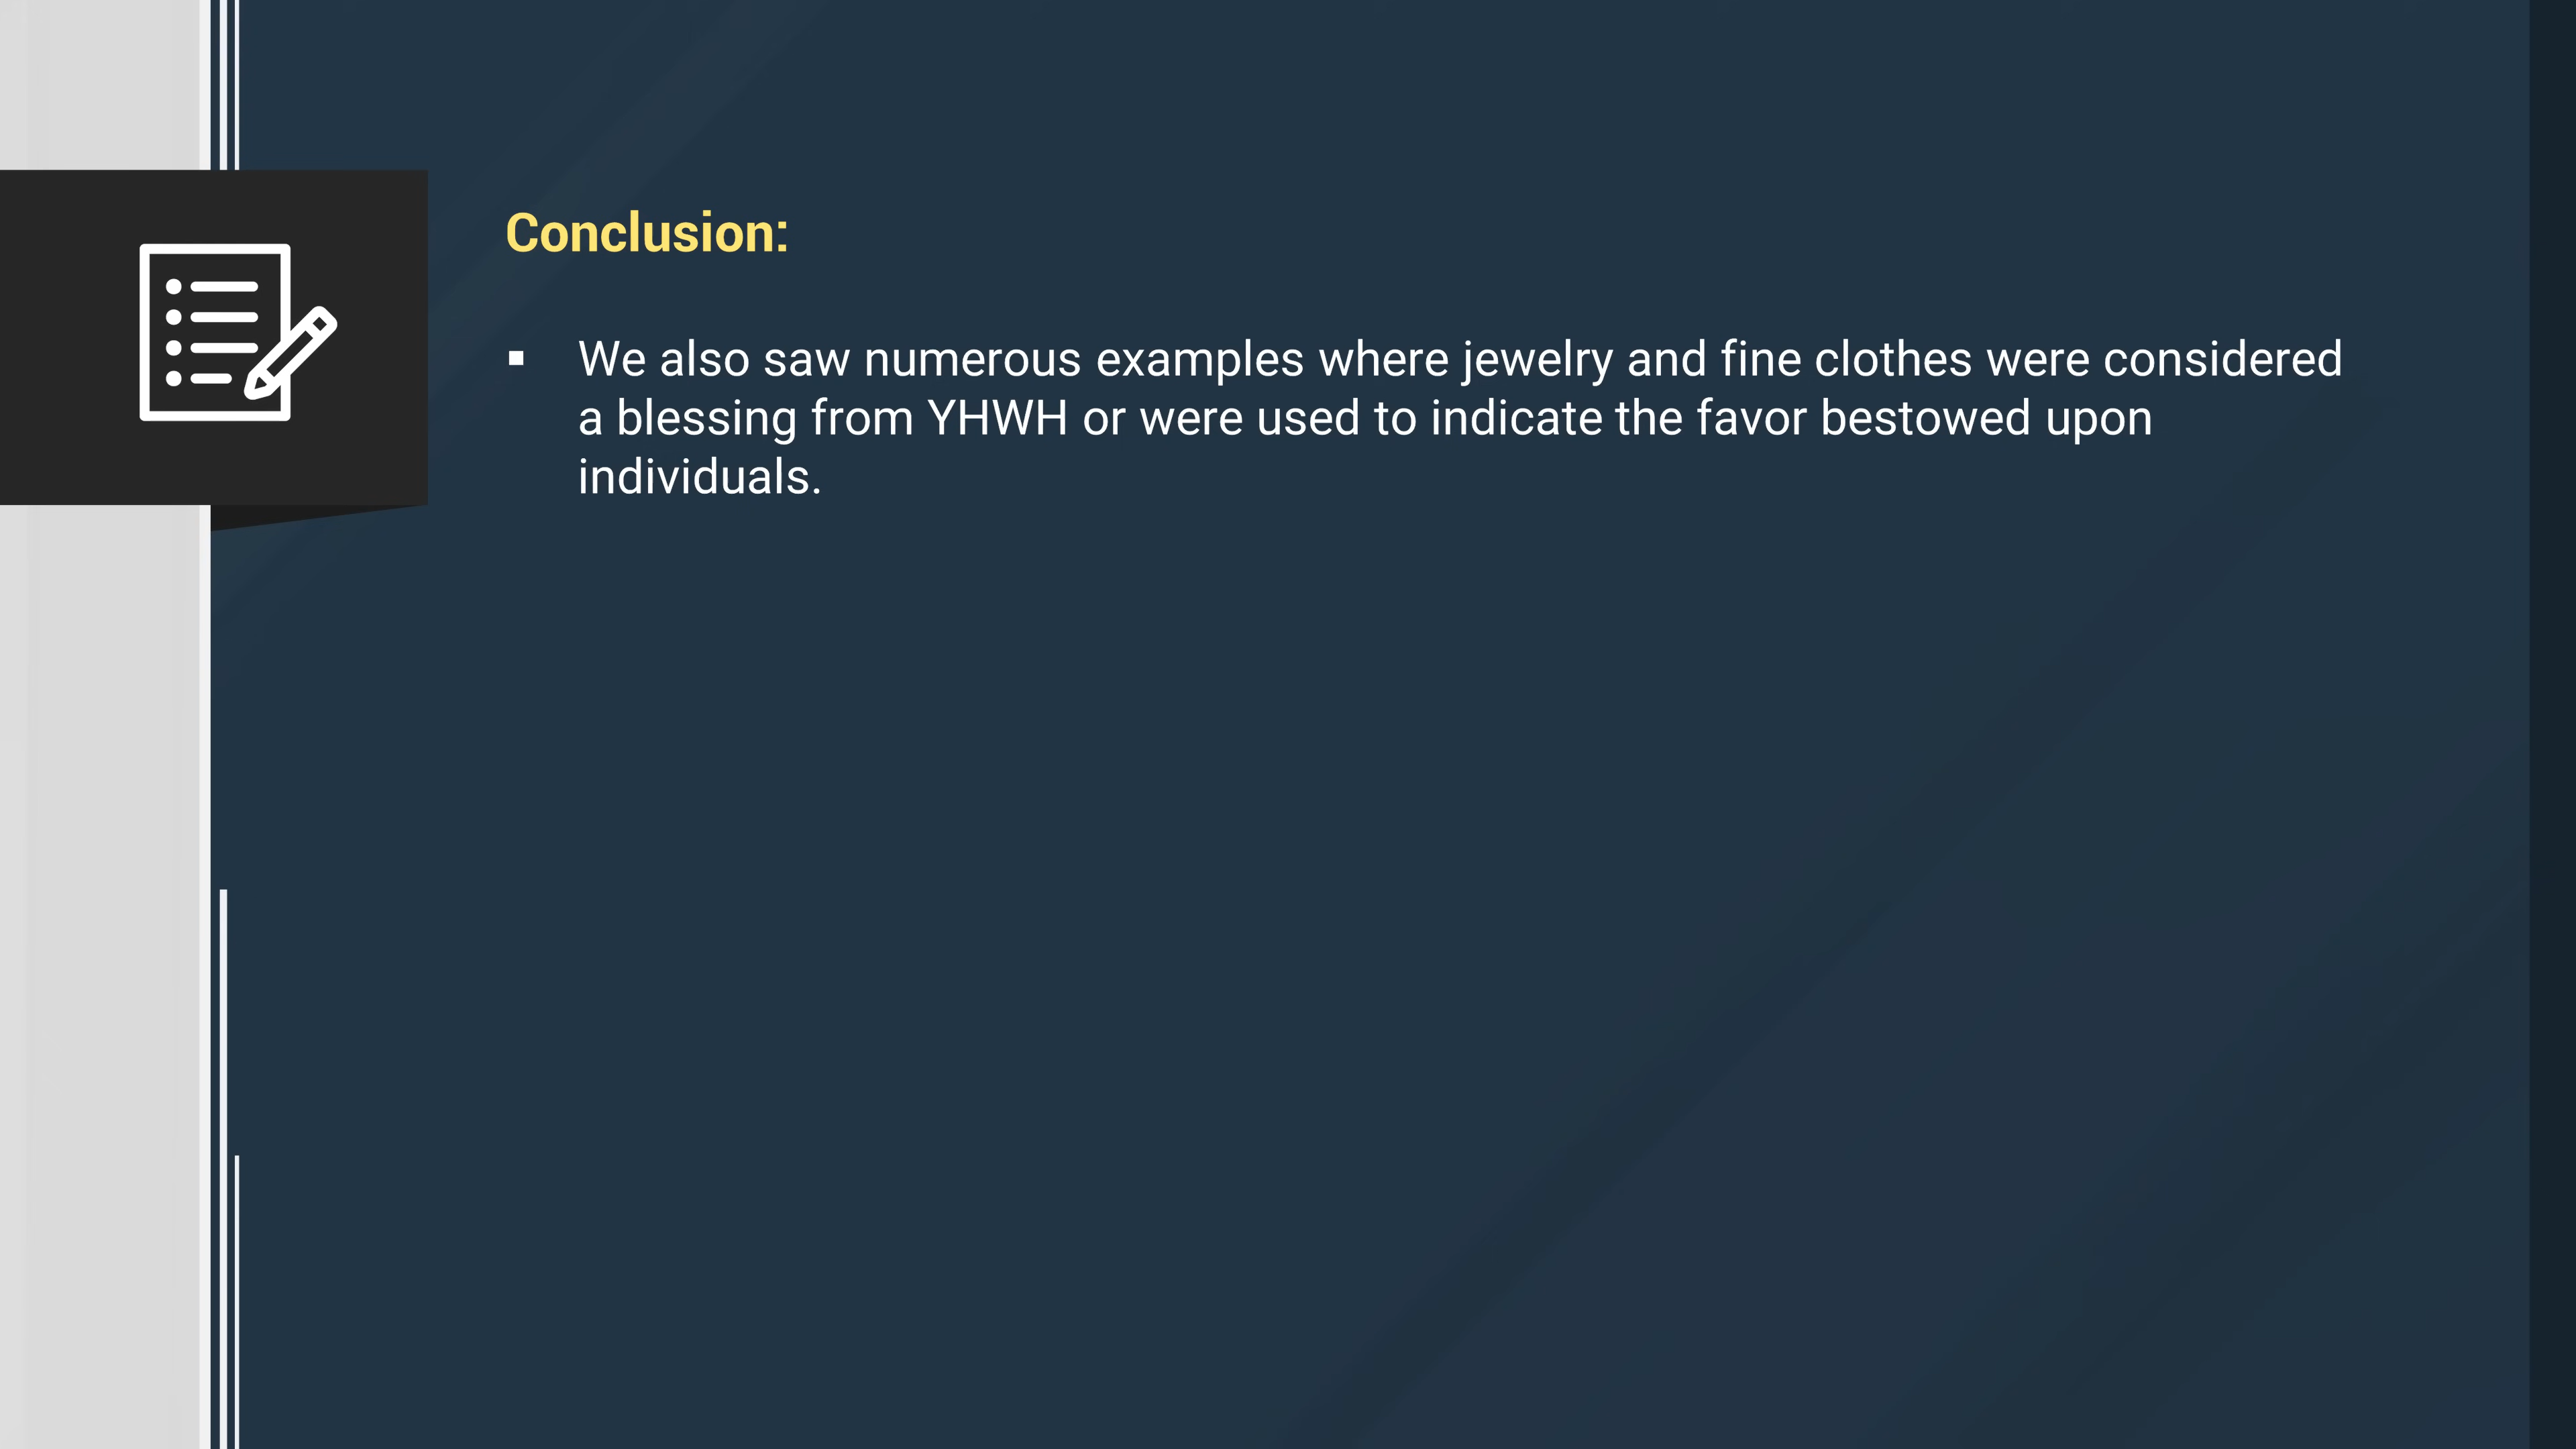 Conclusion:
▪ We also saw numerous examples where jewelry and fine clothes were considered
a blessing from YHWH or were used to indicate the favor bestowed upon
individuals.